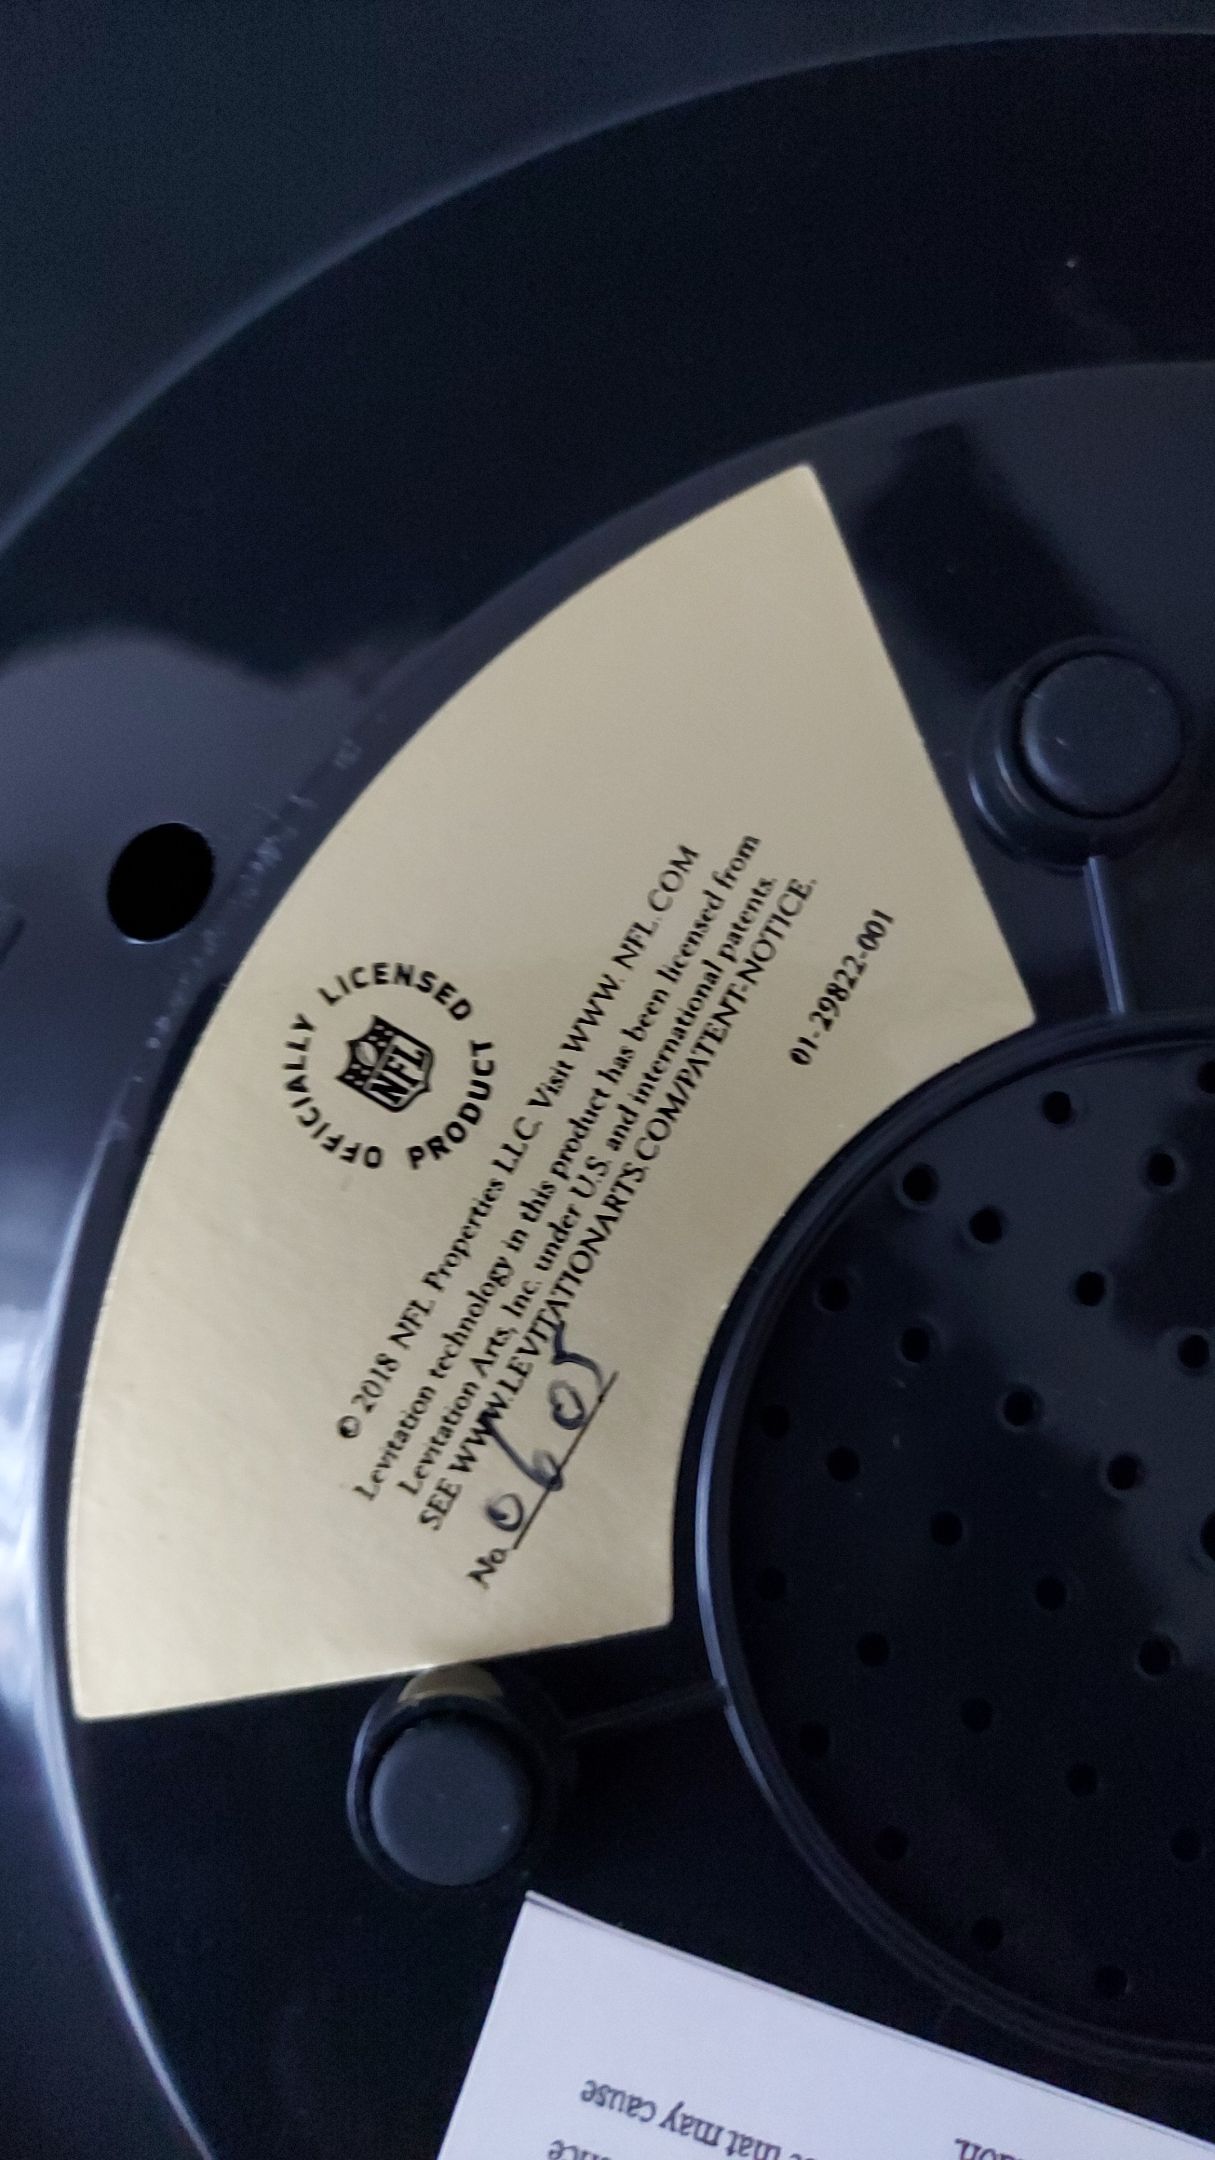 OFFICIALLY LICENSED PRODUCT
NFL
© 2018 NFL Properties LLC. Visit WWW. NFL.COM
Levitation technology in this product has been licensed from
Levitation Arts, Inc. under U.S. and international patents.
SEE WWW.LEVITATIONARTS.COM/PATENT-NOTICE.
No. 0605
01-29822-001
may cause